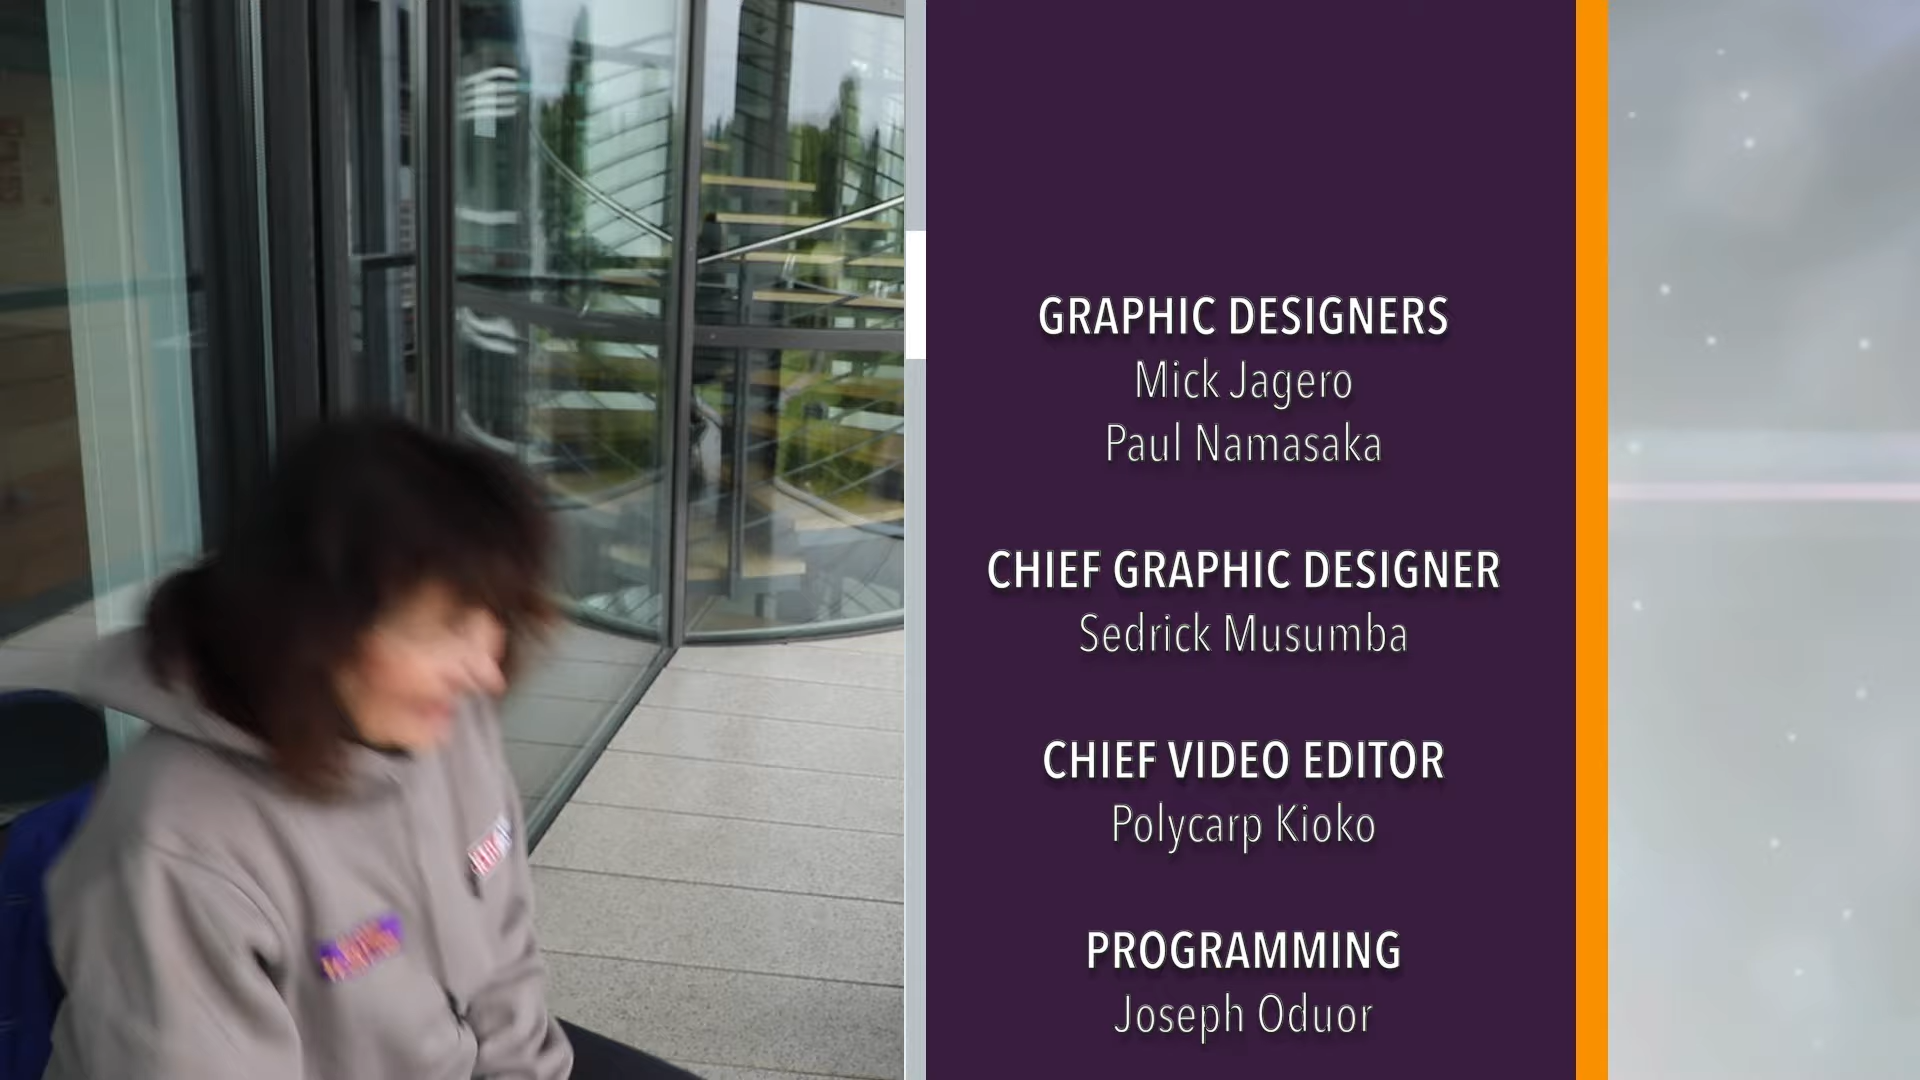 GRAPHIC DESIGNERS
Mick Jagero
Paul Namasaka
CHIEF GRAPHIC DESIGNER
Sedrick Musumba
CHIEF VIDEO EDITOR
Polycarp Kioko
PROGRAMMING
Joseph Oduor